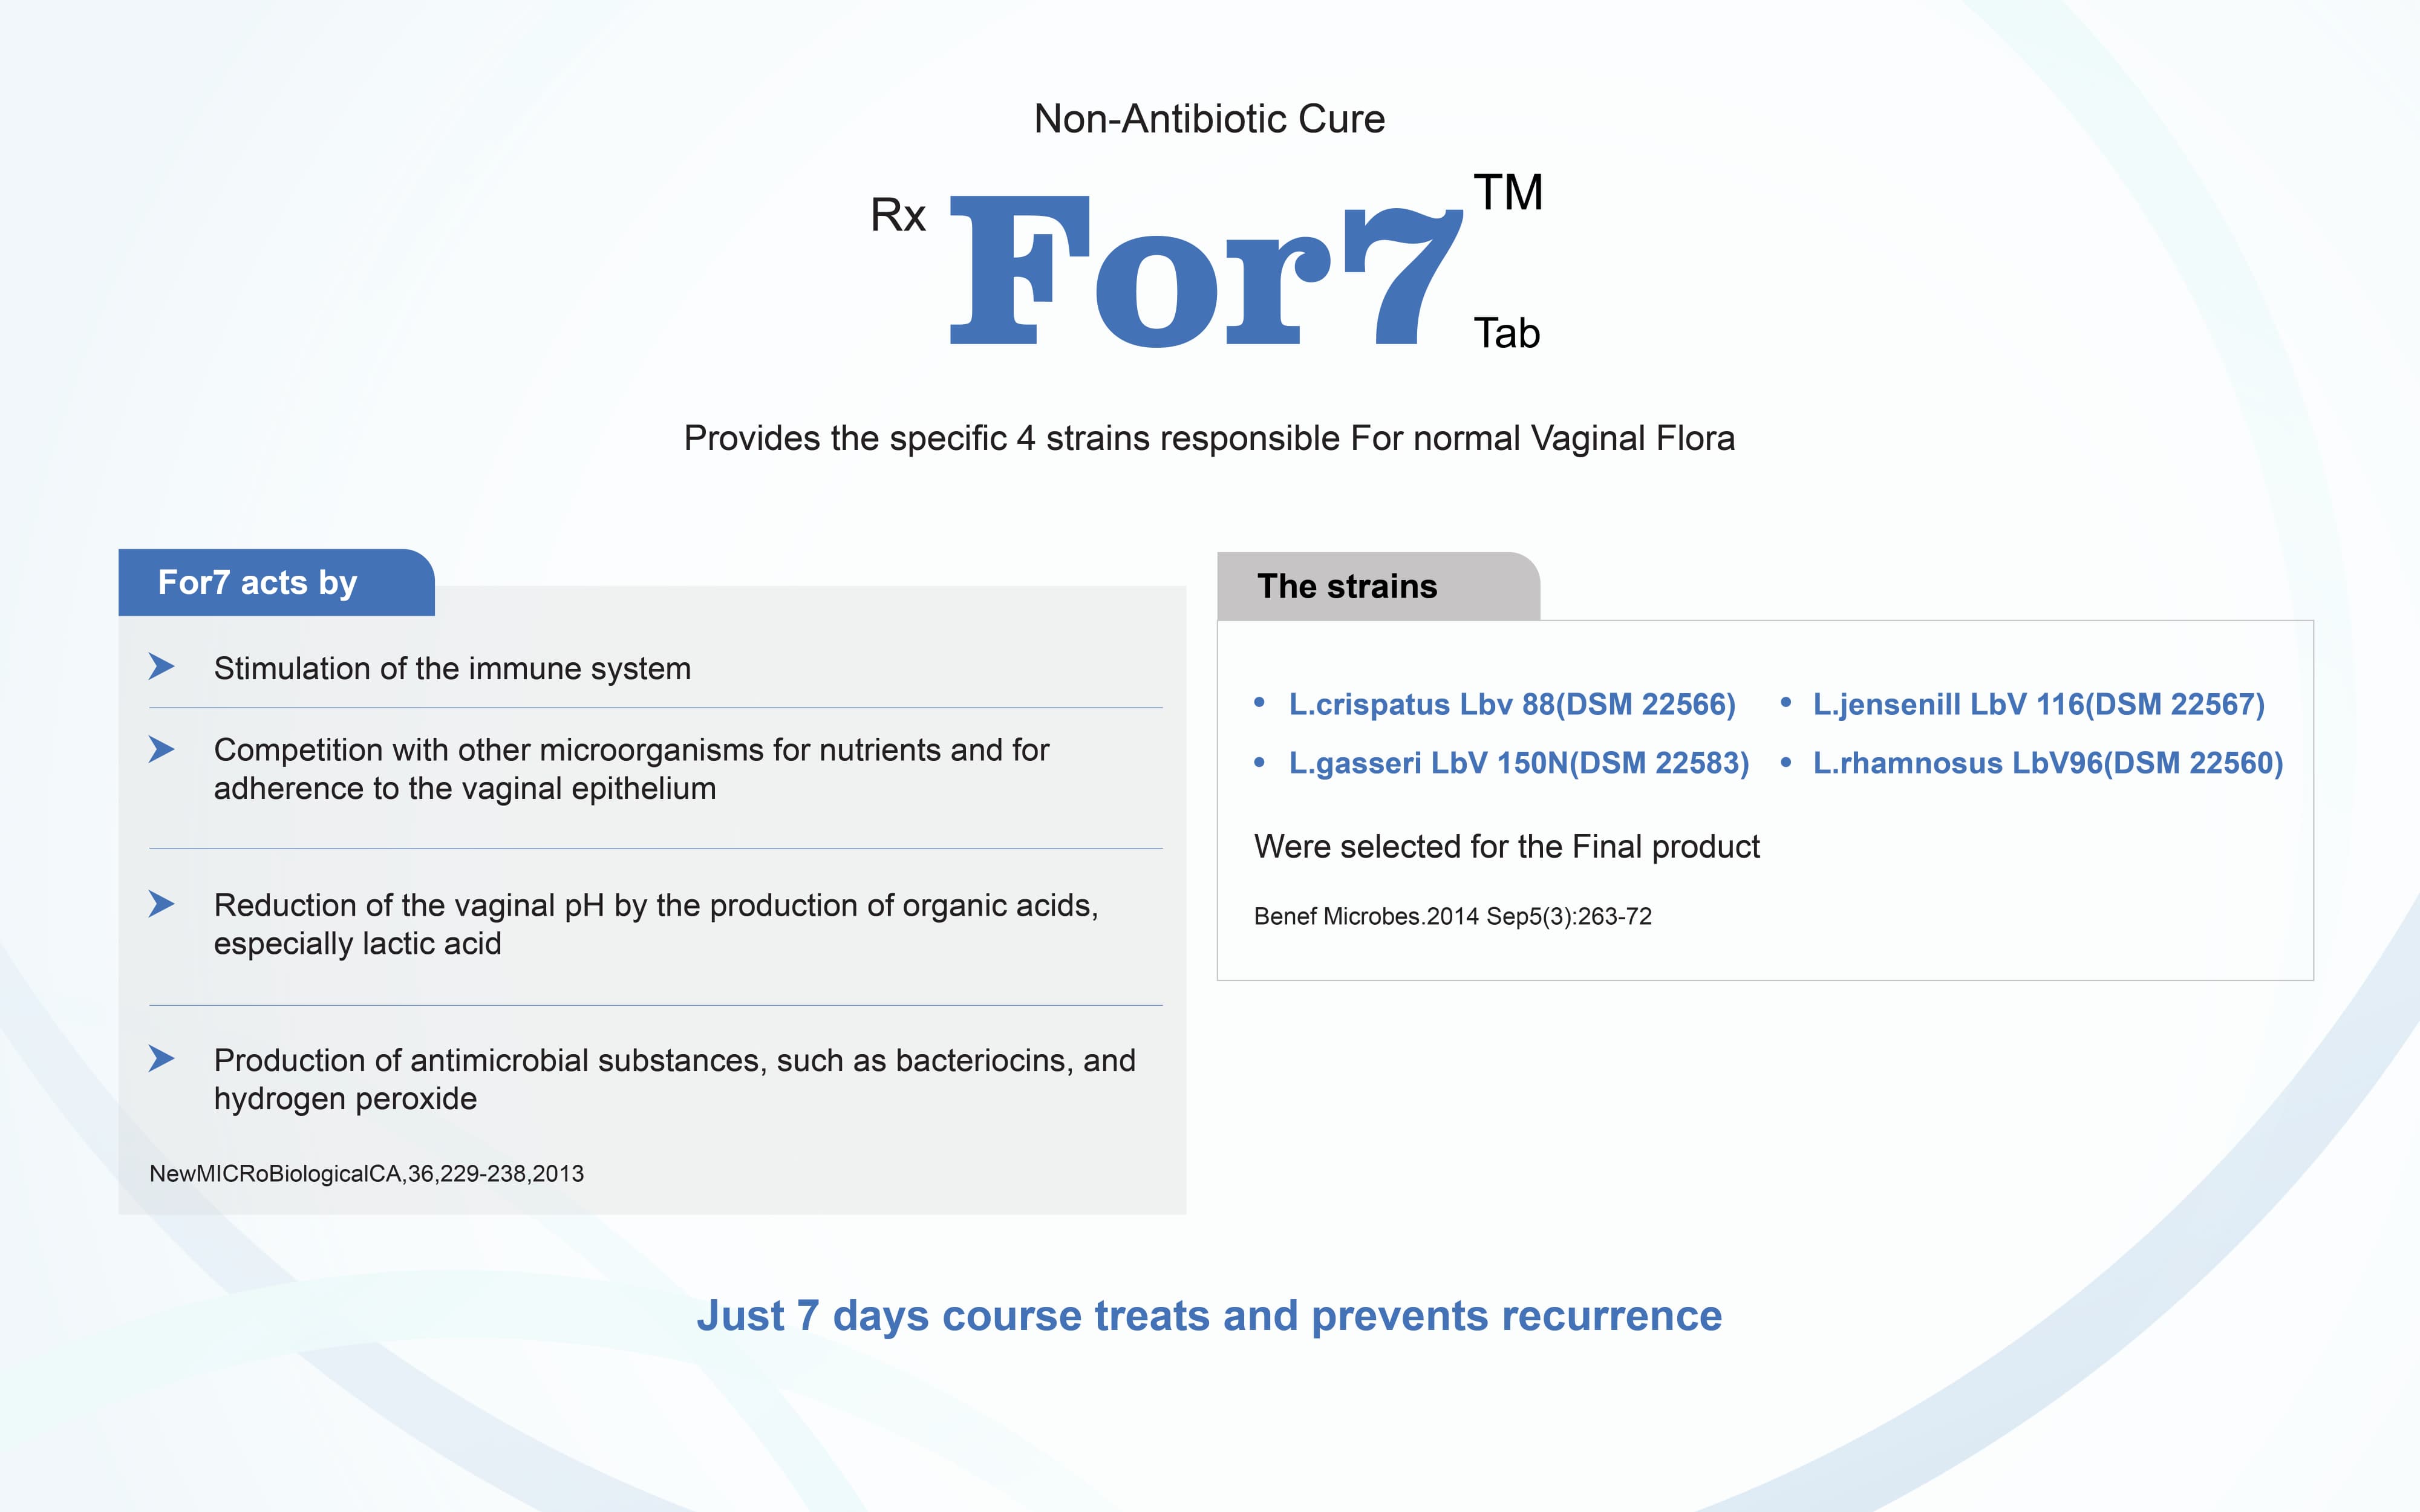 Non-Antibiotic Cure
Rx For7 TM
Tab
Provides the specific 4 strains responsible For normal Vaginal Flora
For7 acts by
Stimulation of the immune system
Competition with other microorganisms for nutrients and for
adherence to the vaginal epithelium
Reduction of the vaginal pH by the production of organic acids,
especially lactic acid
Production of antimicrobial substances, such as bacteriocins, and
hydrogen peroxide
NewMICRoBiologicalCA,36,229-238,2013
The strains
• L.crispatus Lbv 88(DSM 22566)
• L.jensenill LbV 116(DSM 22567)
• L.gasseri LbV 150N(DSM 22583)
• L.rhamnosus LbV96(DSM 22560)
Were selected for the Final product
Benef Microbes.2014 Sep5(3):263-72
Just 7 days course treats and prevents recurrence